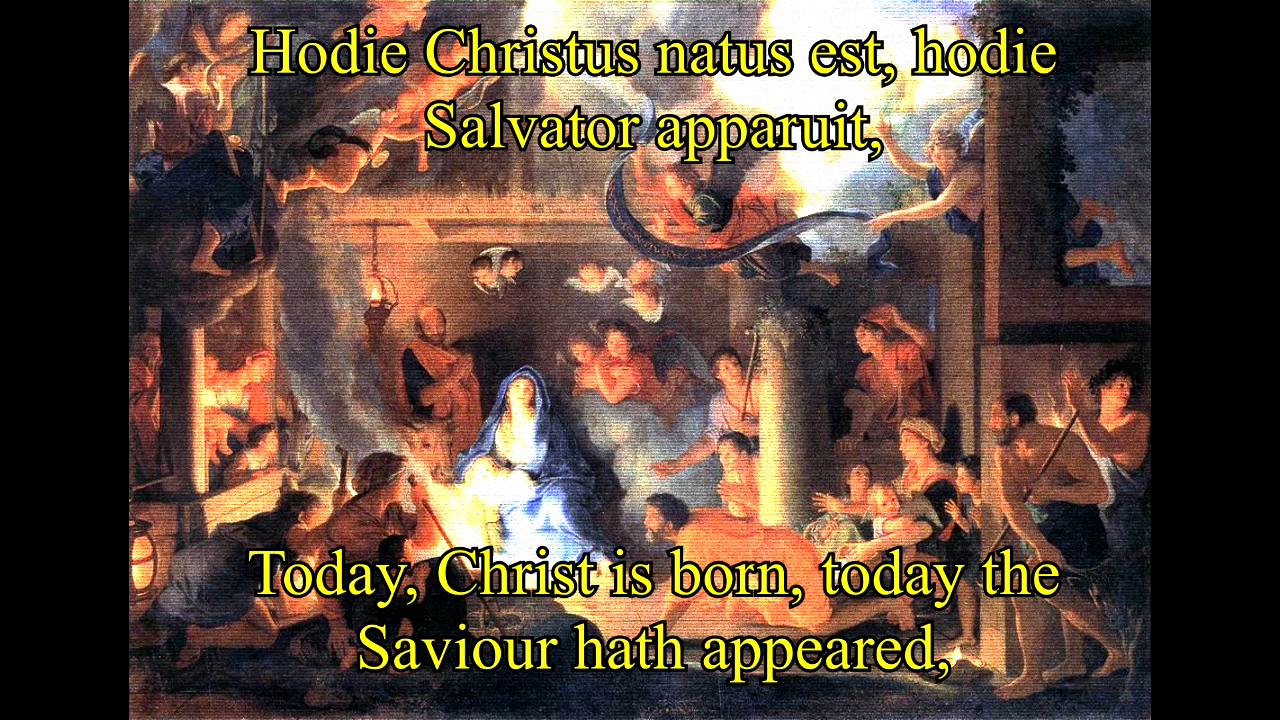 Hodie Christus natus est, hodie
Salvator apparuit,
Today, Christ is born, today the
Saviour hath appeared,